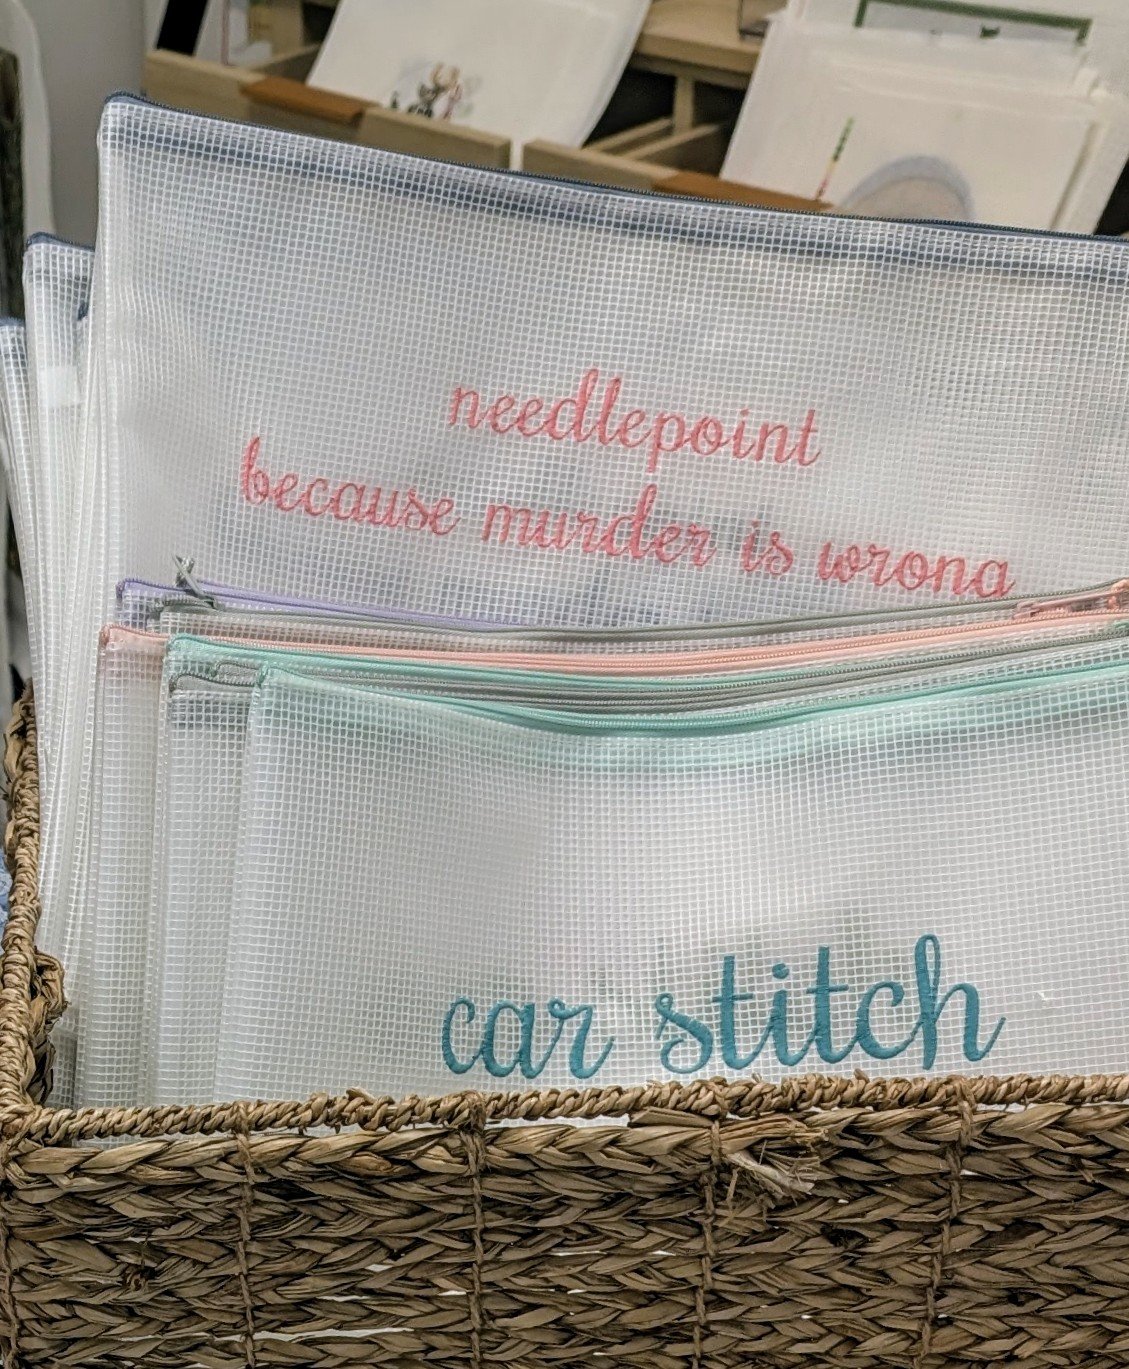 needlepoint
because murder is wrong
car stitch